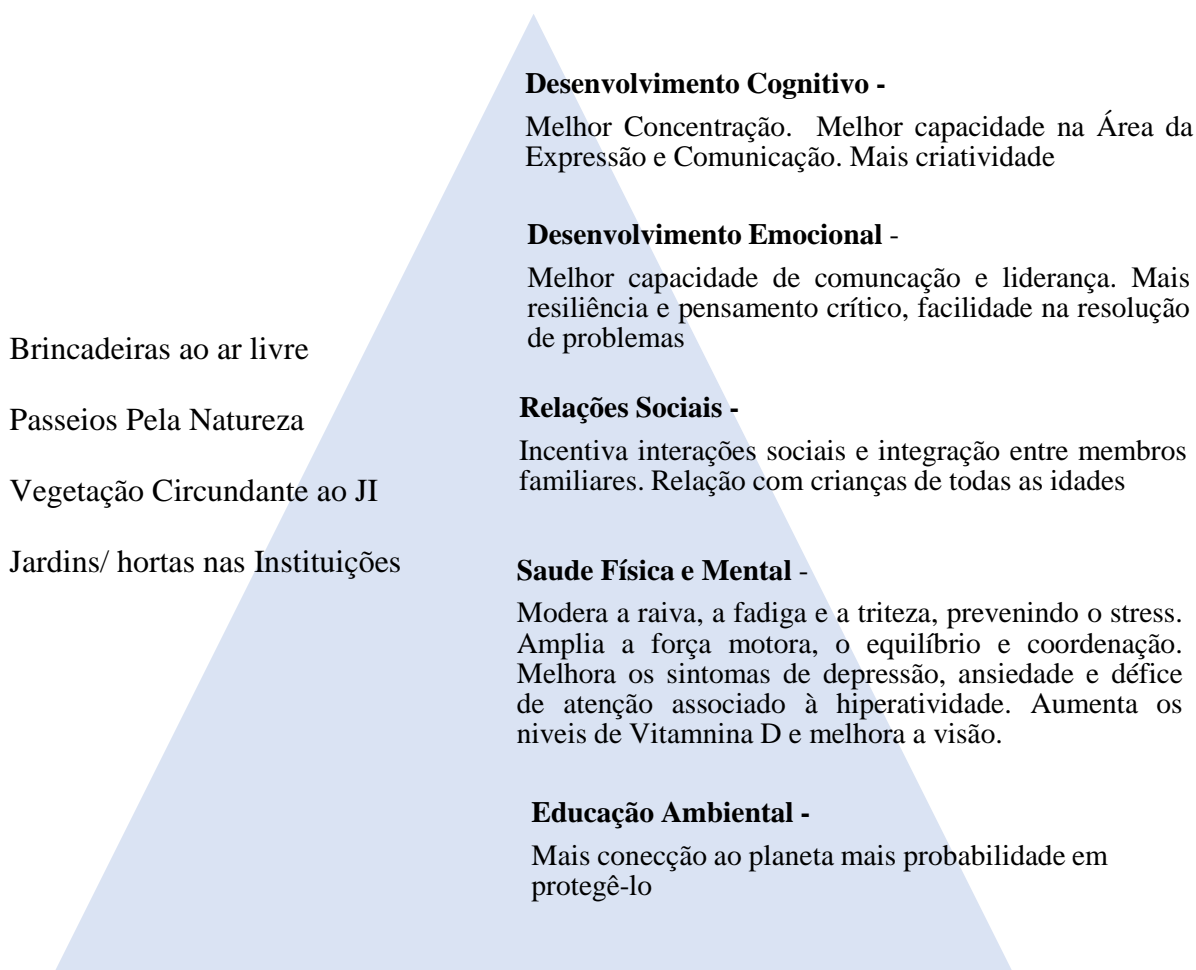 Desenvolvimento Cognitivo -
Melhor Concentração. Melhor capacidade na Área da
Expressão e Comunicação. Mais criatividade
Desenvolvimento Emocional -
Melhor capacidade de comuncação e liderança. Mais
resiliência e pensamento crítico, facilidade na resolução
de problemas
Brincadeiras ao ar livre
Passeios Pela Natureza
Vegetação Circundante ao JI
Jardins/ hortas nas Instituições
Relações Sociais -
Incentiva interações sociais e integração entre membros
familiares. Relação com crianças de todas as idades
Saude Física e Mental -
Modera a raiva, a fadiga e a triteza, prevenindo o stress.
Amplia a força motora, o equilíbrio e coordenação.
Melhora os sintomas de depressão, ansiedade e défice
de atenção associado à hiperatividade. Aumenta os
niveis de Vitamnina D e melhora a visão.
Educação Ambiental -
Mais conecção ao planeta mais probabilidade em
protegê-lo